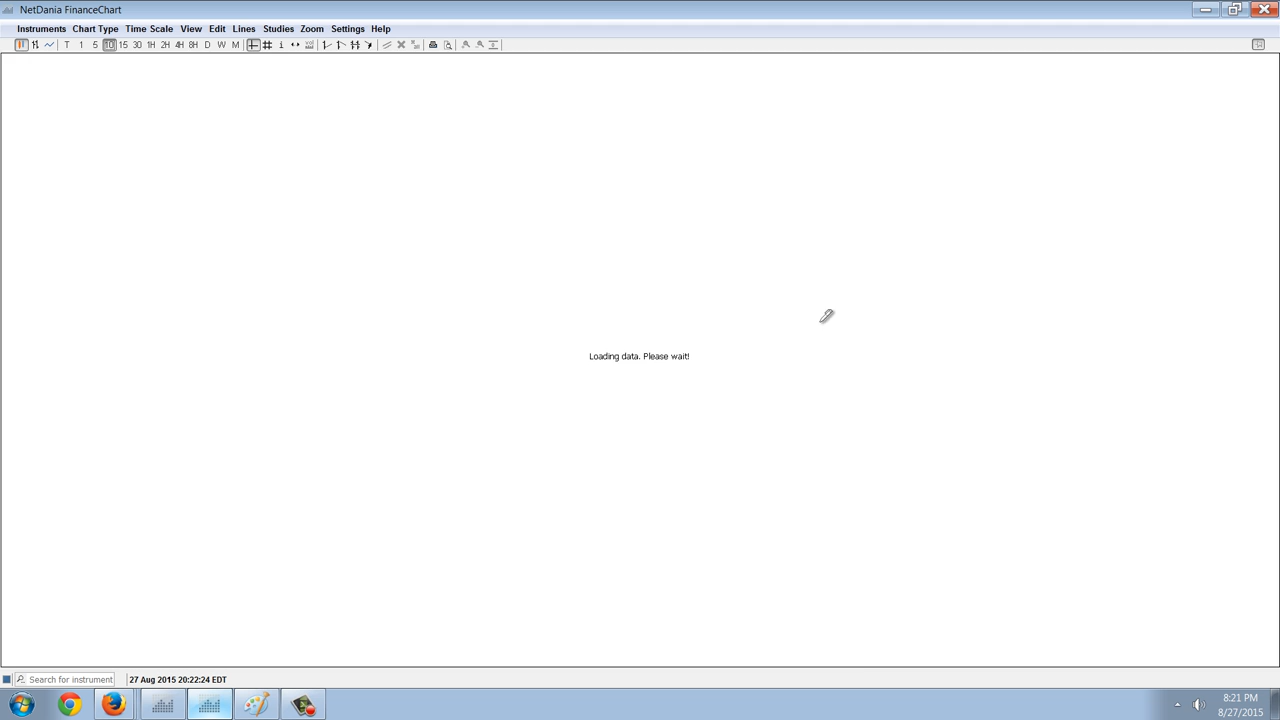 NetDania FinanceChart
Instruments Chart Type Time Scale View Edit Lines Studies Settings Zoom Help
T 1 5 10 15 30 1H 2H 4H 8H D W M
Loading data. Please wait!
Search for instrument 27 Aug 2015 20:22:24 EDT
8:21 PM
8/27/2015